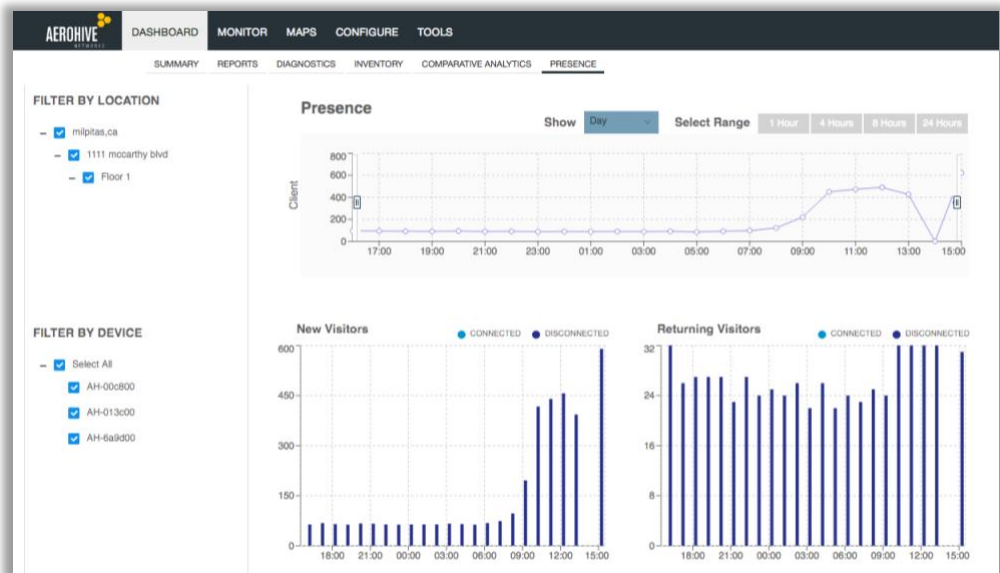 AEROHIVE
NETWORKS
DASHBOARD MONITOR MAPS CONFIGURE TOOLS
SUMMARY REPORTS DIAGNOSTICS INVENTORY COMPARATIVE ANALYTICS PRESENCE
FILTER BY LOCATION
milpitas,ca
1111 mccarthy blvd
Floor 1
Presence
Show Day Select Range 1 Hour 4 Hours 8 Hours 24 Hours
Client
800
600
400
200
0
17:00 19:00 21:00 23:00 01:00 03:00 05:00 07:00 09:00 11:00 13:00 15:00
FILTER BY DEVICE
Select All
AH-00c800
AH-013c00
AH-6a9d00
New Visitors CONNECTED DISCONNECTED
600
450
300
150
0
18:00 21:00 00:00 03:00 06:00 09:00 12:00 15:00
Returning Visitors CONNECTED DISCONNECTED
32
24
16
8
0
18:00 21:00 00:00 03:00 06:00 09:00 12:00 15:00